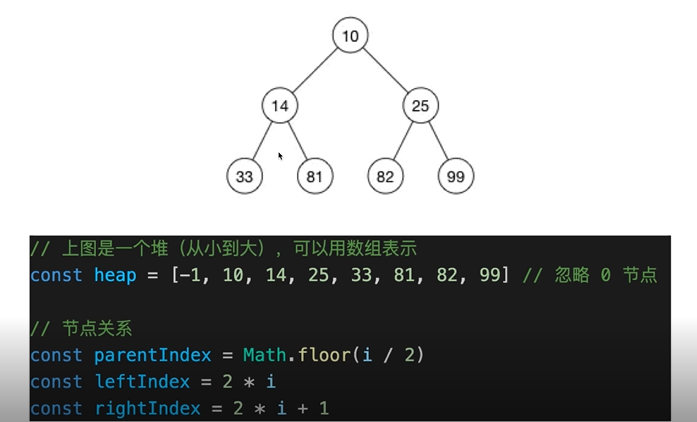 10
14 25
33 81 82 99
// 上图是一个堆（从小到大），可以用数组表示
const heap = [-1, 10, 14, 25, 33, 81, 82, 99] // 忽略 0 节点
// 节点关系
const parentIndex = Math.floor(i / 2)
const leftIndex = 2 * i
const rightIndex = 2 * i + 1